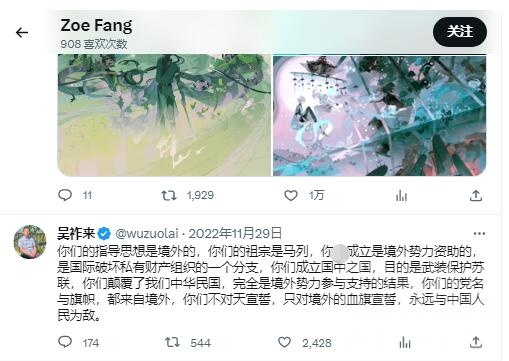 Zoe Fang
908 喜欢次数
关注
11
1,929
1万
吴祚来 @wuzuolai · 2022年11月29日
你们的指导思想是境外的，你们的祖宗是马列，你 成立是境外势力资助的，
是国际破坏私有财产组织的一个分支，你们成立国中之国，目的是武装保护苏
联，你们颠覆了我们中华民国，完全是境外势力参与支持的结果，你们的党名
与旗帜，都来自境外，你们不对天宣誓，只对境外的血旗宣誓，永远与中国人
民为敌。
174
544
2,428